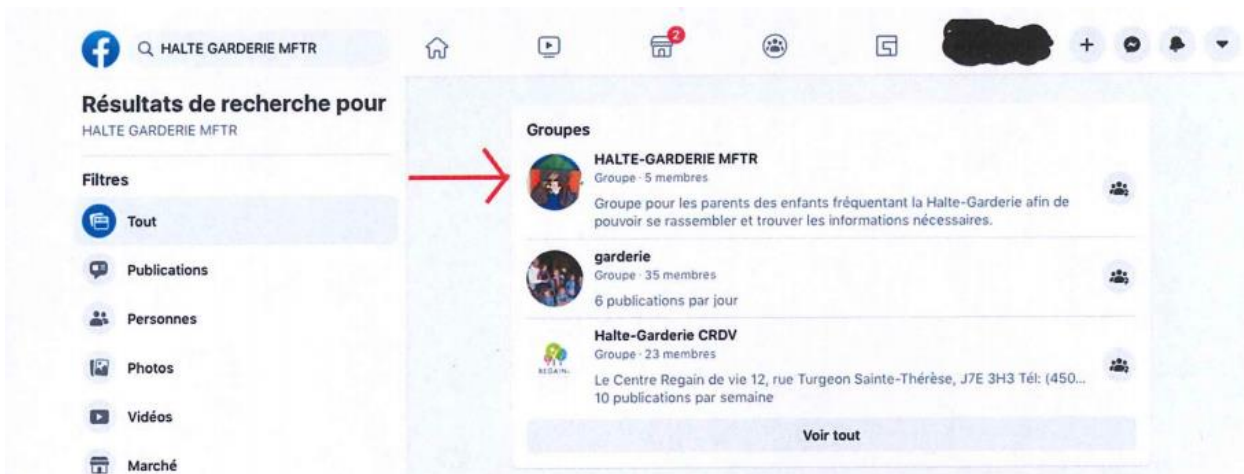 HALTE GARDERIE MFTR
2
Résultats de recherche pour
HALTE GARDERIE MFTR
Filtres
Tout
Publications
Personnes
Photos
Vidéos
Marché
Groupes
HALTE-GARDERIE MFTR
Groupe · 5 membres
Groupe pour les parents des enfants fréquentant la Halte-Garderie afin de
pouvoir se rassembler et trouver les informations nécessaires.
garderie
Groupe · 35 membres
6 publications par jour
Halte-Garderie CRDV
Groupe · 23 membres
REGAIN
Le Centre Regain de vie 12, rue Turgeon Sainte-Thérèse, J7E 3H3 Tél: (450...
10 publications par semaine
Voir tout